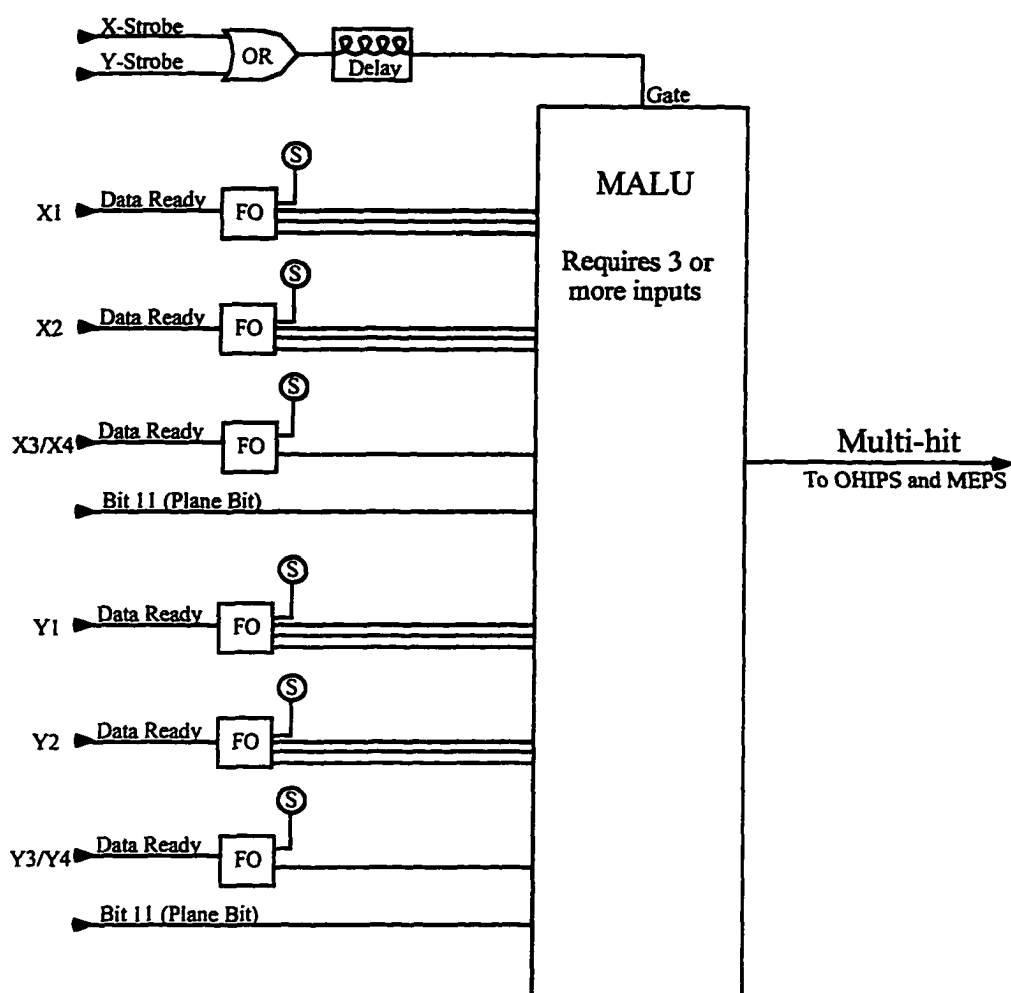 X-Strobe
Y-Strobe
OR
Delay
Gate
MALU
Requires 3 or
more inputs
S
X1
Data Ready
FO
S
X2
Data Ready
FO
S
X3/X4
Data Ready
FO
Bit 11 (Plane Bit)
Multi-hit
To OHIPS and MEPS
S
Y1
Data Ready
FO
S
Y2
Data Ready
FO
S
Y3/Y4
Data Ready
FO
Bit 11 (Plane Bit)